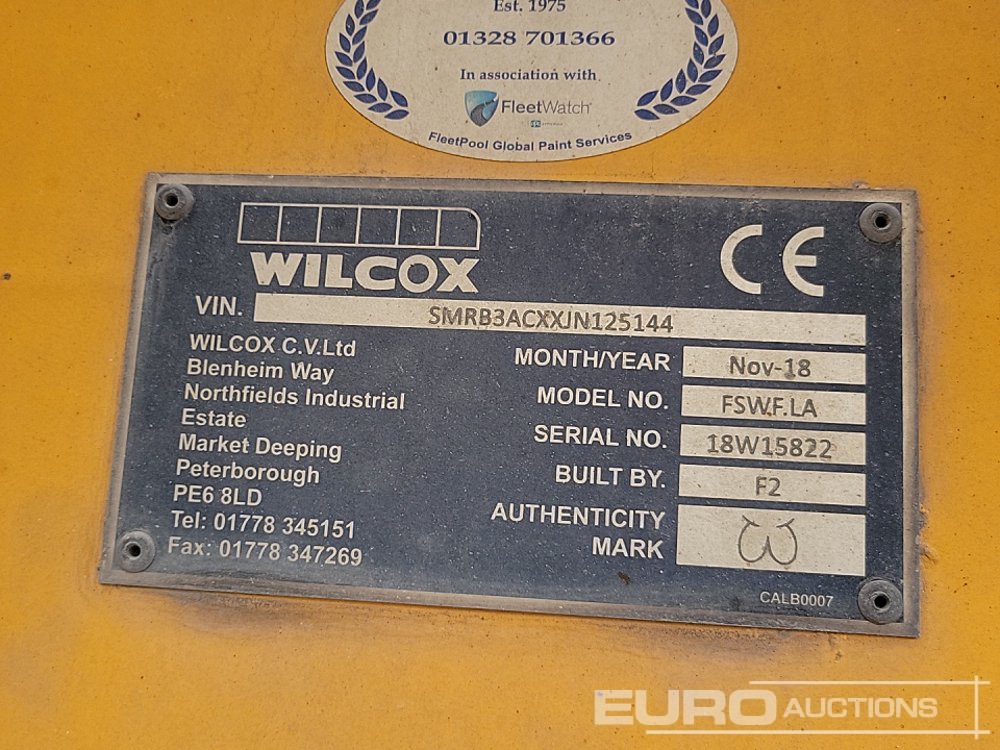 Est. 1975
01328 701366
In association with
FleetWatch
FleetPool Global Paint Services
WILCOX
CE
VIN. SMRB3ACXXJN125144
WILCOX C.V.Ltd
Blenheim Way
Northfields Industrial
Estate
Market Deeping
Peterborough
PE6 8LD
Tel: 01778 345151
Fax: 01778 347269
MONTH/YEAR Nov-18
MODEL NO. FSWF.LA
SERIAL NO. 18W15822
BUILT BY. F2
AUTHENTICITY
MARK
CALB0007
EURO AUCTIONS